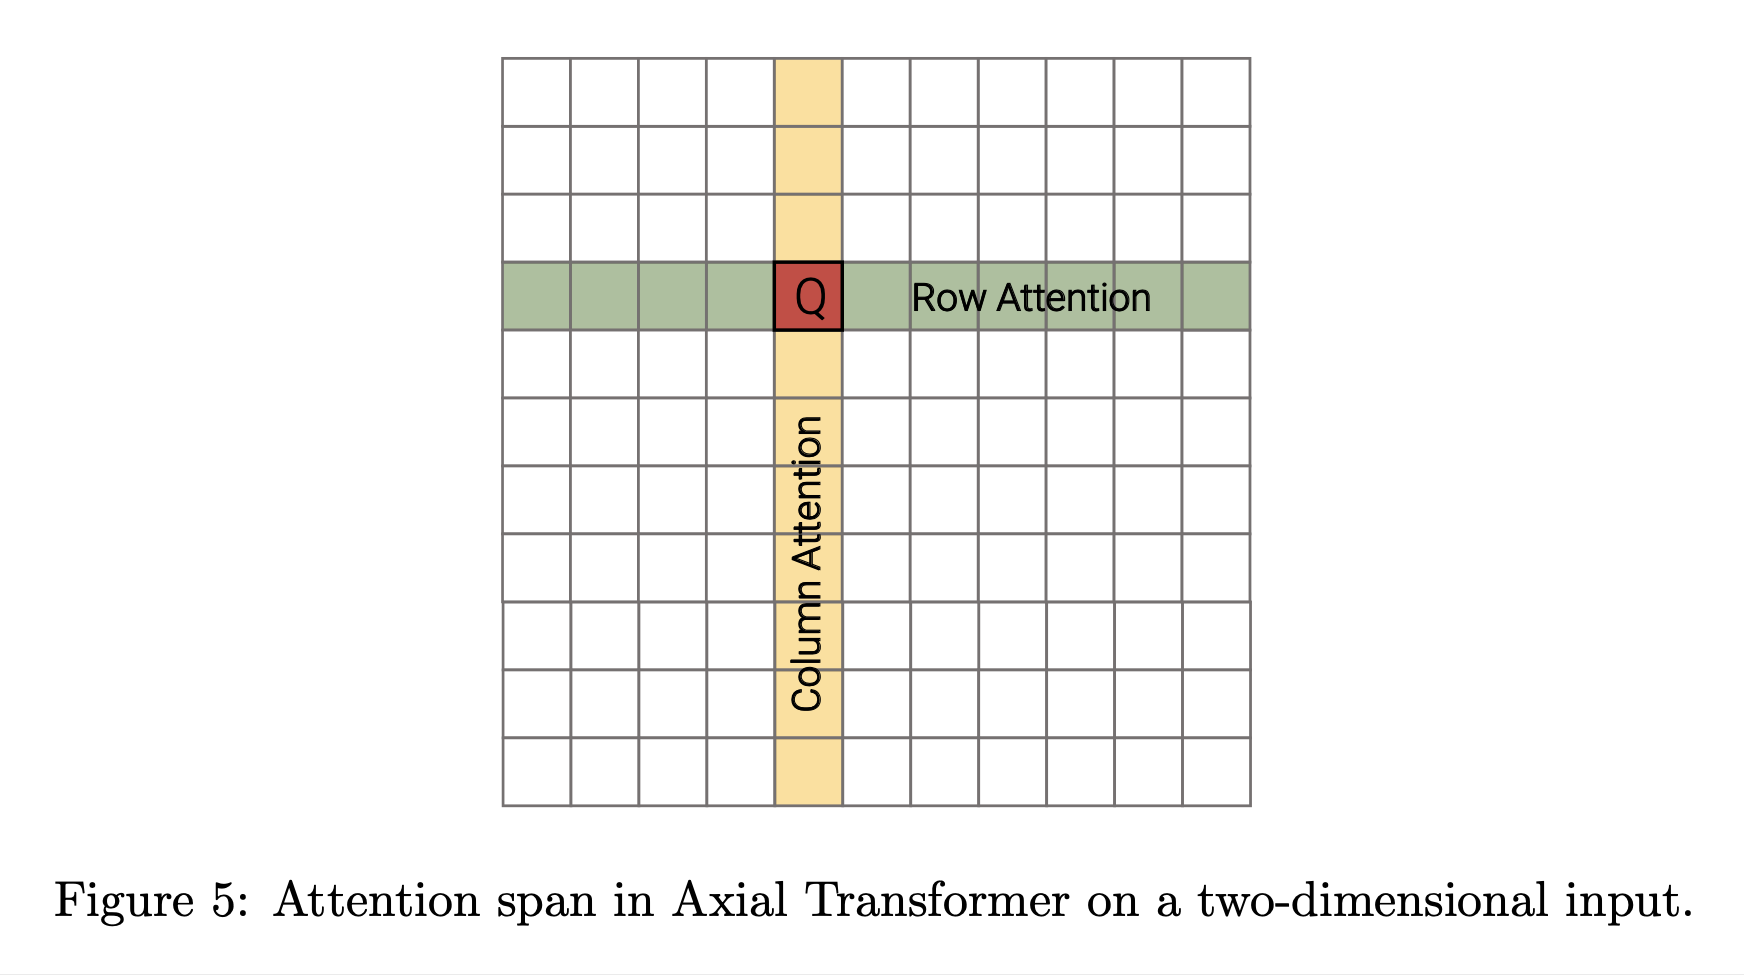 Q
Row Attention
Column Attention
Figure 5: Attention span in Axial Transformer on a two-dimensional input.